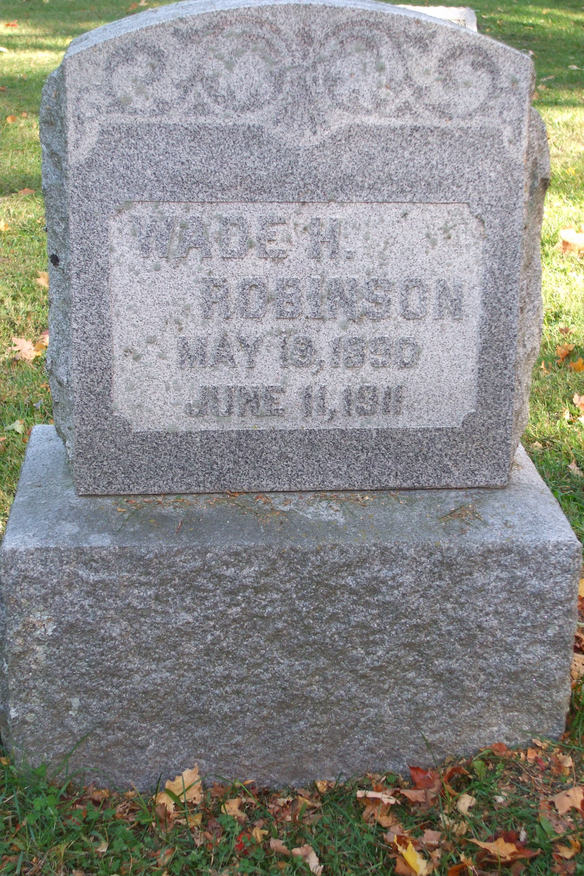 WADE H.
ROBINSON
MAY 19, 1890
JUNE 11, 1911